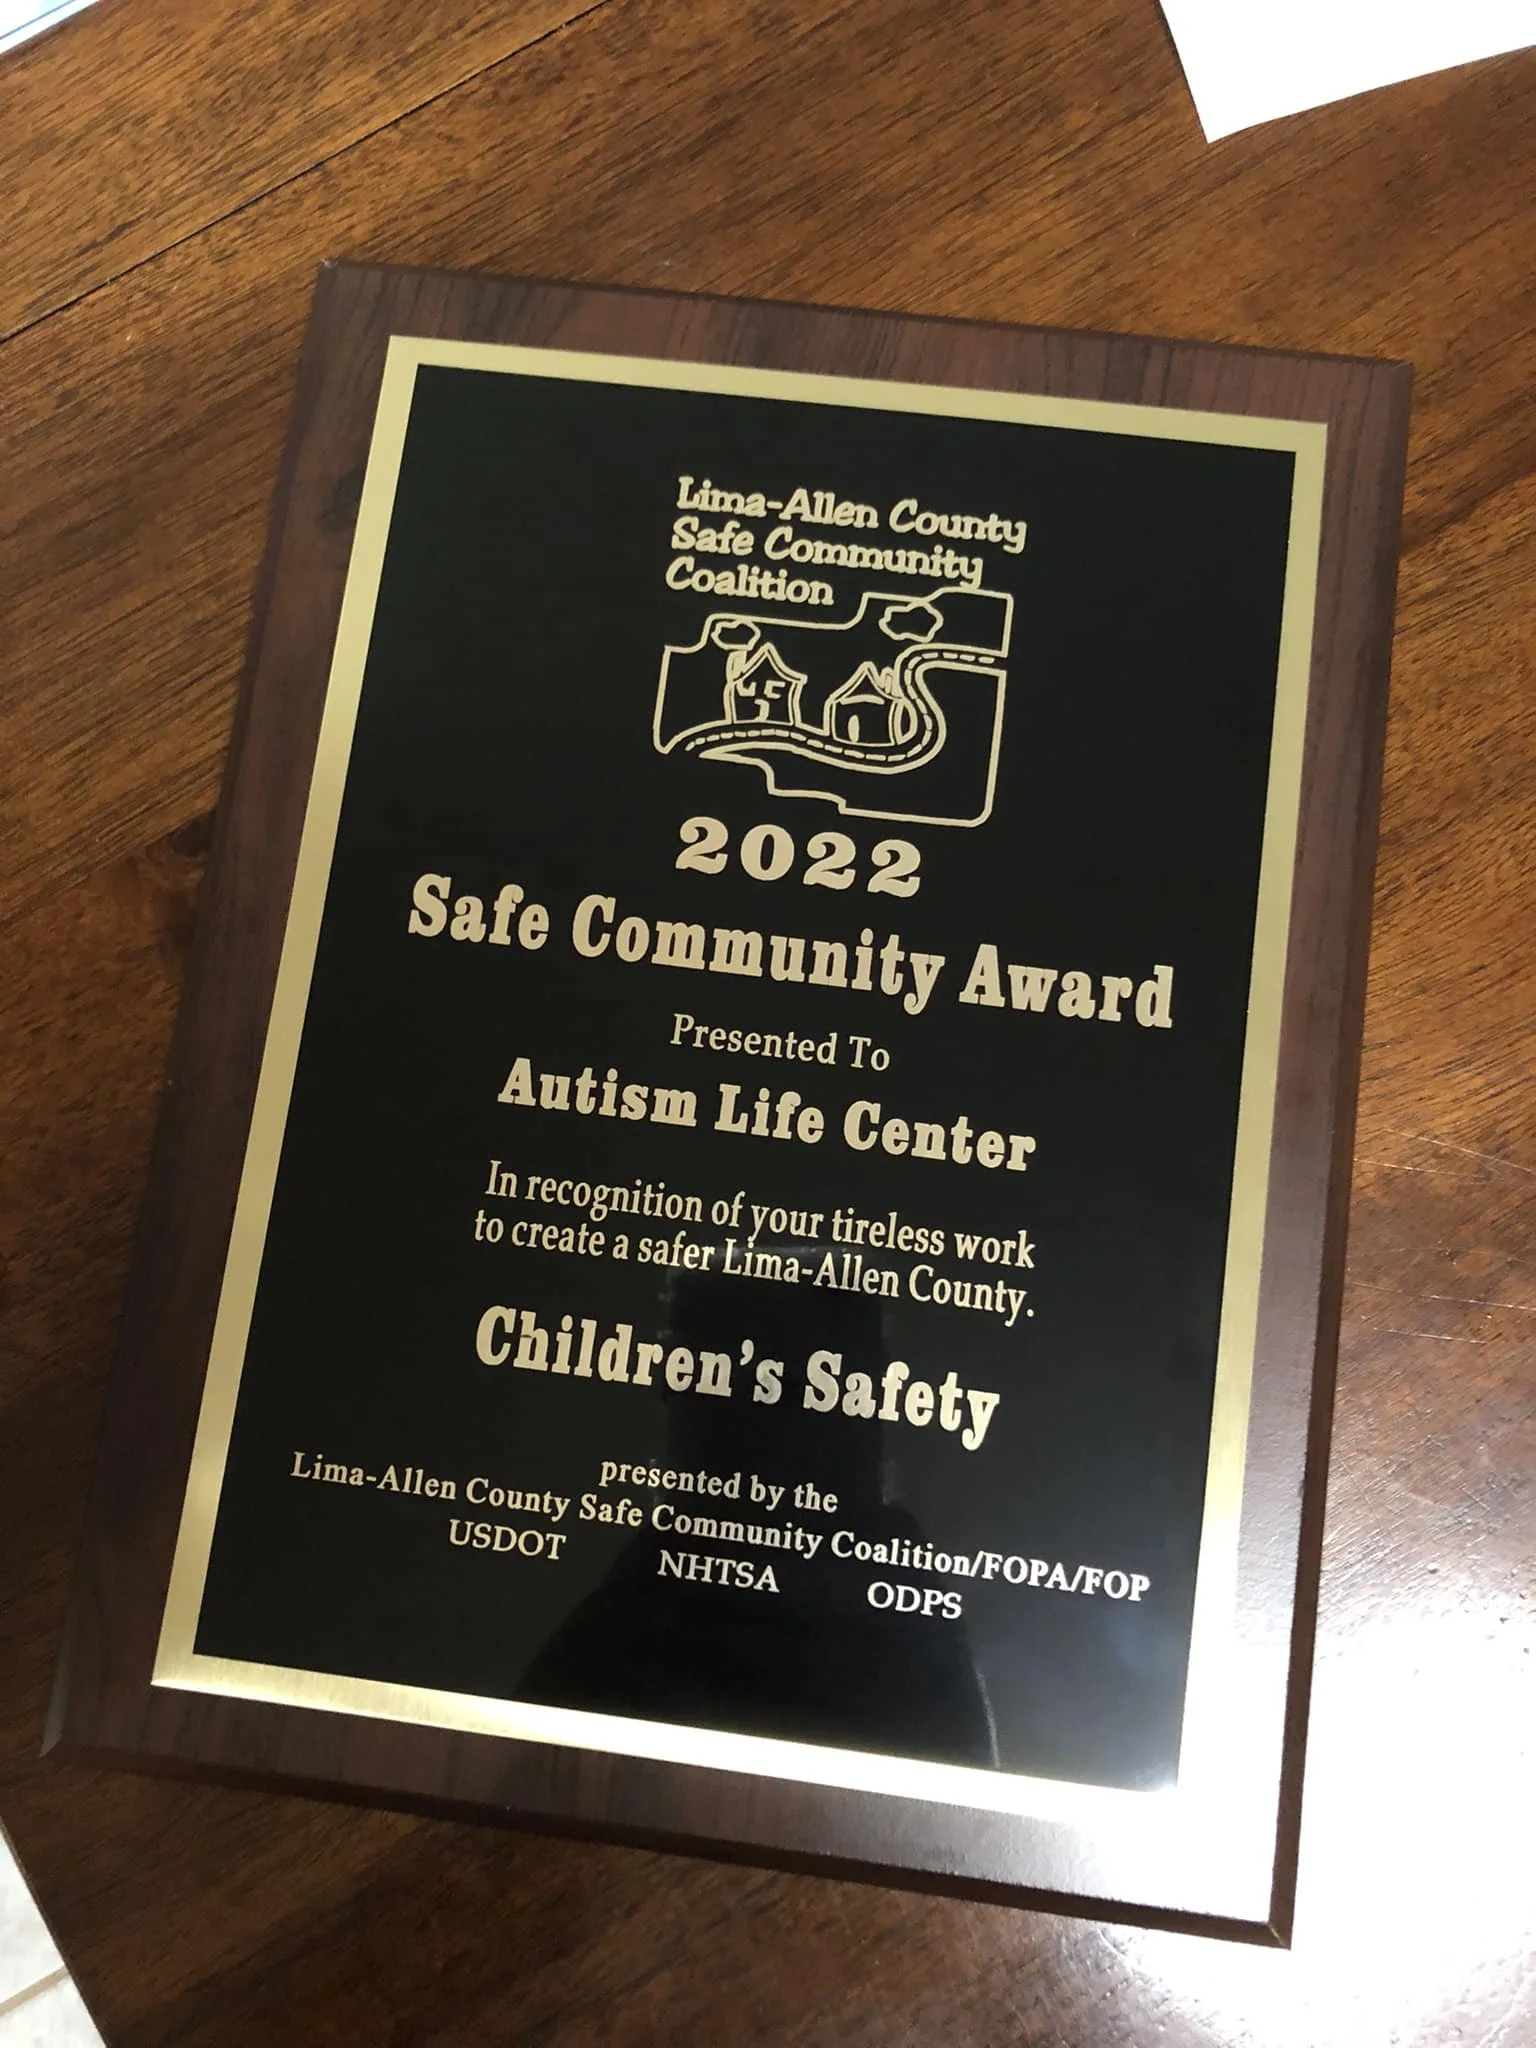 Lima-Allen County
Safe Community
Coalition
2022
Safe Community Award
Presented To
Autism Life Center
In recognition of your tireless work
to create a safer Lima-Allen County.
Children's Safety
presented by the
Lima-Allen County Safe Community Coalition/FOPA/FOP
USDOT NHTSA ODPS